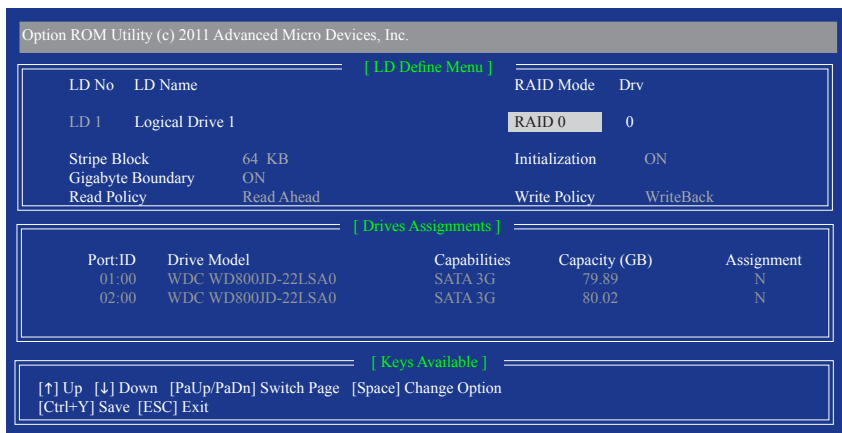 Option ROM Utility (c) 2011 Advanced Micro Devices, Inc.
[ LD Define Menu ]
LD No LD Name RAID Mode Drv
LD 1 Logical Drive 1 RAID 0 0
Stripe Block 64 KB Initialization ON
Gigabyte Boundary ON
Read Policy Read Ahead Write Policy WriteBack
[ Drives Assignments ]
Port:ID Drive Model Capabilities Capacity (GB) Assignment
01:00 WDC WD800JD-22LSA0 SATA 3G 79.89 N
02:00 WDC WD800JD-22LSA0 SATA 3G 80.02 N
[ Keys Available ]
[↑] Up [↓] Down [PaUp/PaDn] Switch Page [Space] Change Option
[Ctrl+Y] Save [ESC] Exit